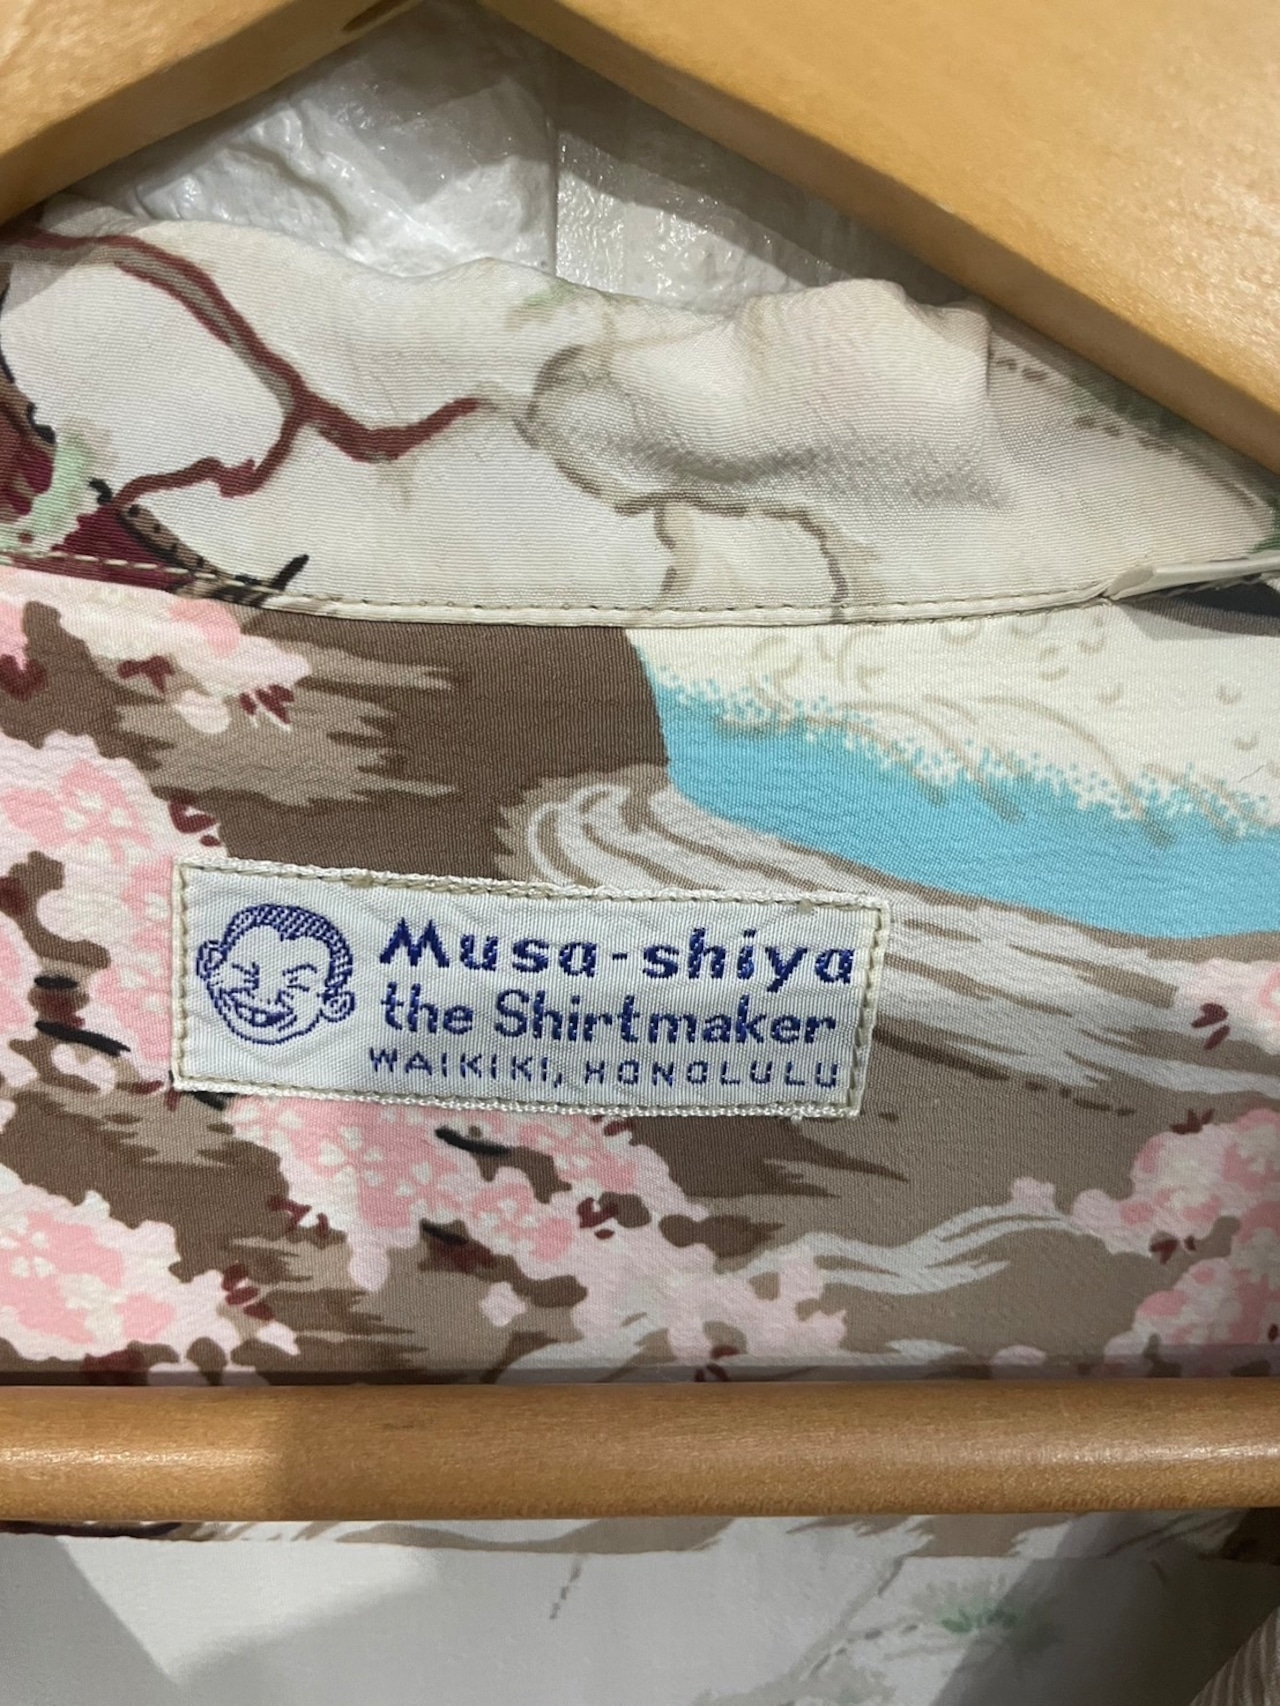 Musa-shiya
the Shirtmaker
WAIKIKI, HONOLULU